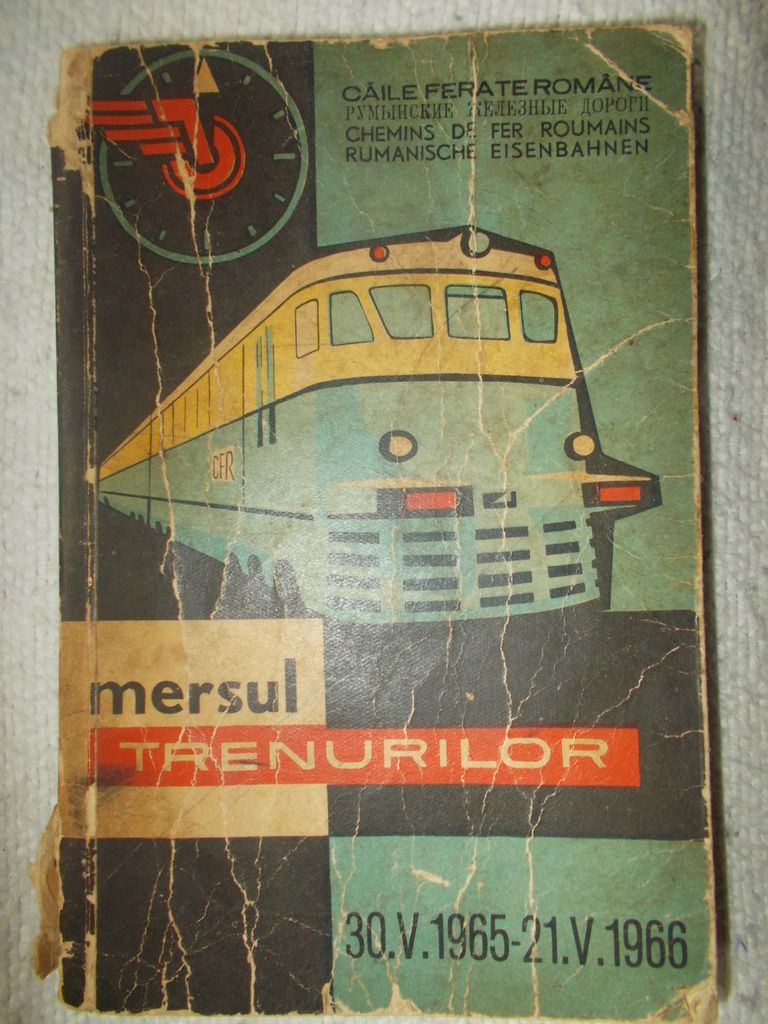 CĂILE FERATE ROMÂNE
РУМЫНСКИЕ ЖЕЛЕЗНЫЕ ДОРОГИ
CHEMINS DE FER ROUMAINS
RUMANISCHE EISENBAHNEN
CFR
mersul
TRENURILOR
30.V.1965-21.V.1966